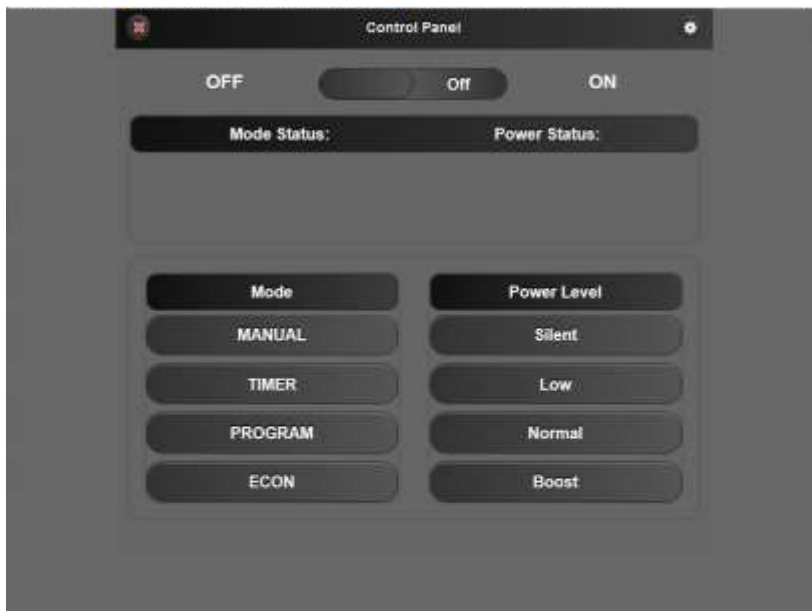 Control Panel
OFF Off ON
Mode Status: Power Status:
Mode Power Level
MANUAL Silent
TIMER Low
PROGRAM Normal
ECON Boost